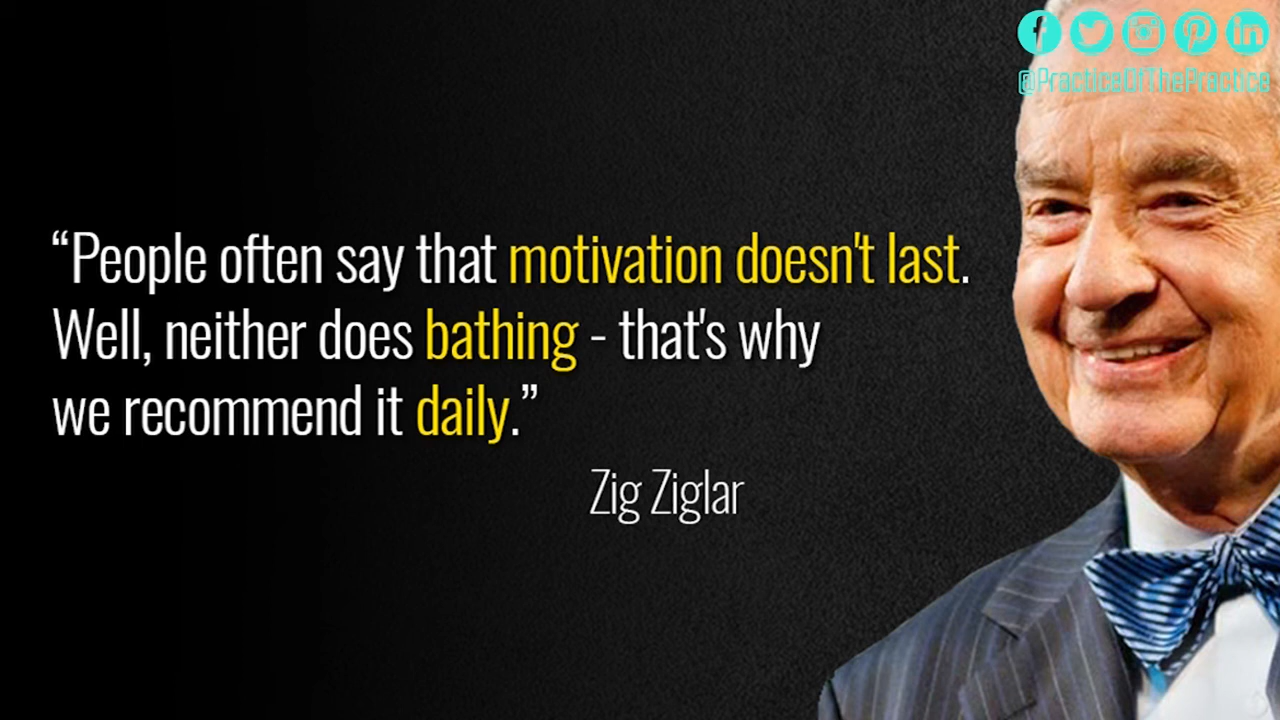 @PracticeOfThePractice
“People often say that motivation doesn't last.
Well, neither does bathing - that's why
we recommend it daily.”
Zig Ziglar